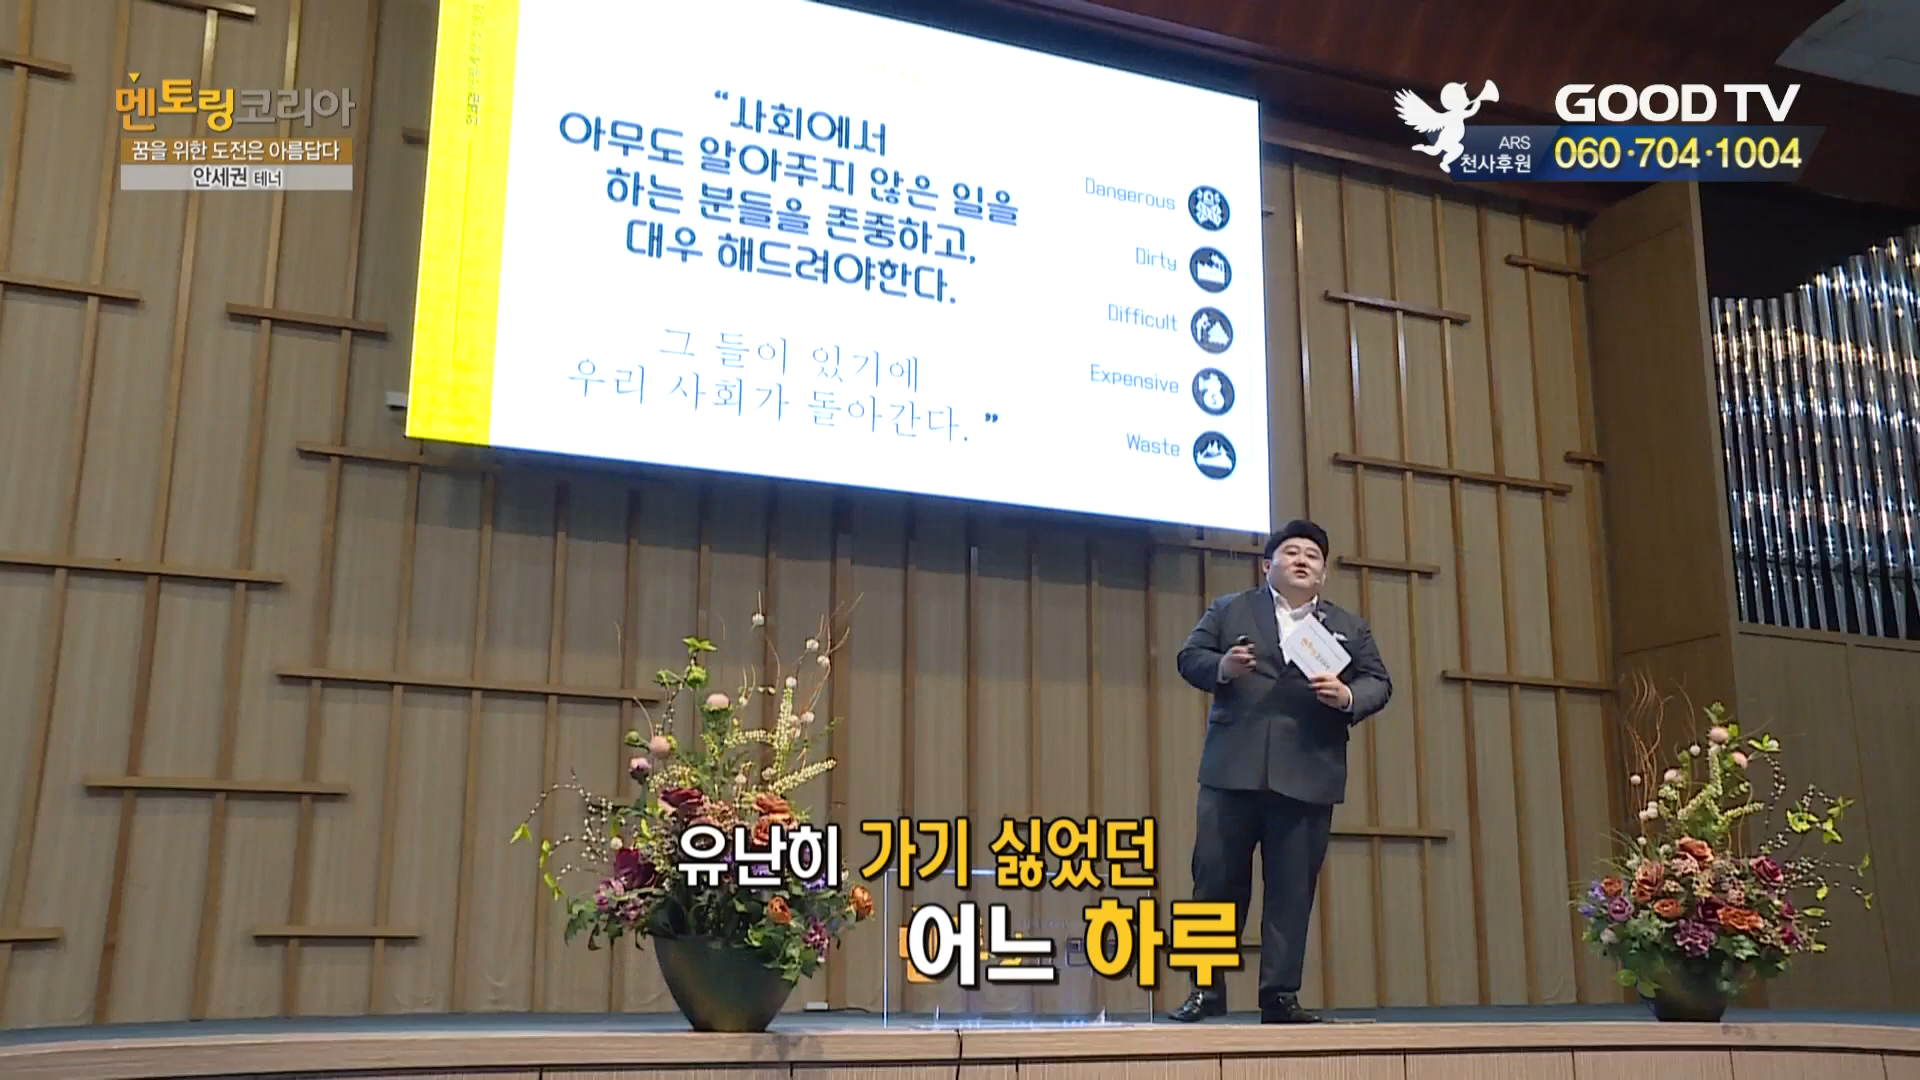 멘토링코리아
꿈을 위한 도전은 아름답다
안세권 테너
GOOD TV
ARS
천사후원
060·704·1004
“사회에서
아무도 알아주지 않은 일을
하는 분들을 존중하고,
대우 해드려야한다.
그 들이 있기에
우리 사회가 돌아간다.”
Dangerous
Dirty
Difficult
Expensive
Waste
유난히 가기 싫었던
어느 하루